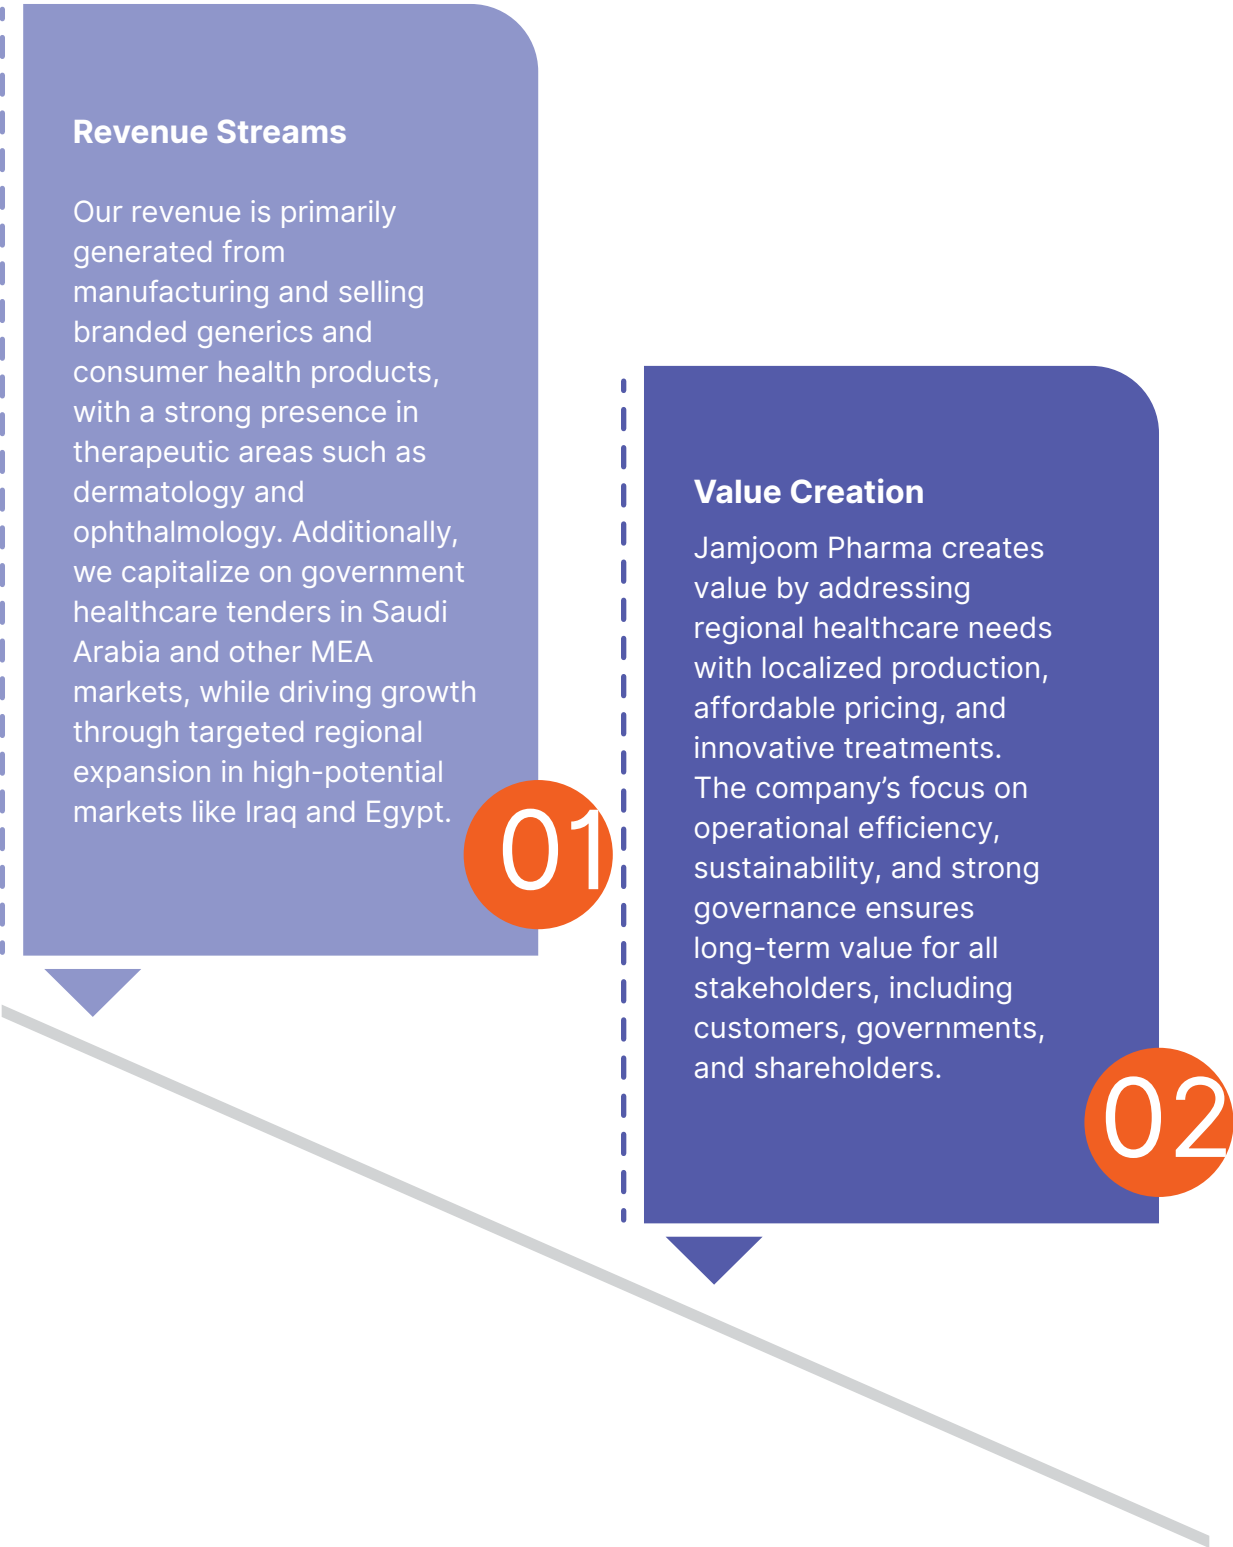 Revenue Streams
Our revenue is primarily
generated from
manufacturing and selling
branded generics and
consumer health products,
with a strong presence in
therapeutic areas such as
dermatology and
ophthalmology. Additionally,
we capitalize on government
healthcare tenders in Saudi
Arabia and other MEA
markets, while driving growth
through targeted regional
expansion in high-potential
markets like Iraq and Egypt.
01
Value Creation
Jamjoom Pharma creates
value by addressing
regional healthcare needs
with localized production,
affordable pricing, and
innovative treatments.
The company’s focus on
operational efficiency,
sustainability, and strong
governance ensures
long-term value for all
stakeholders, including
customers, governments,
and shareholders.
02